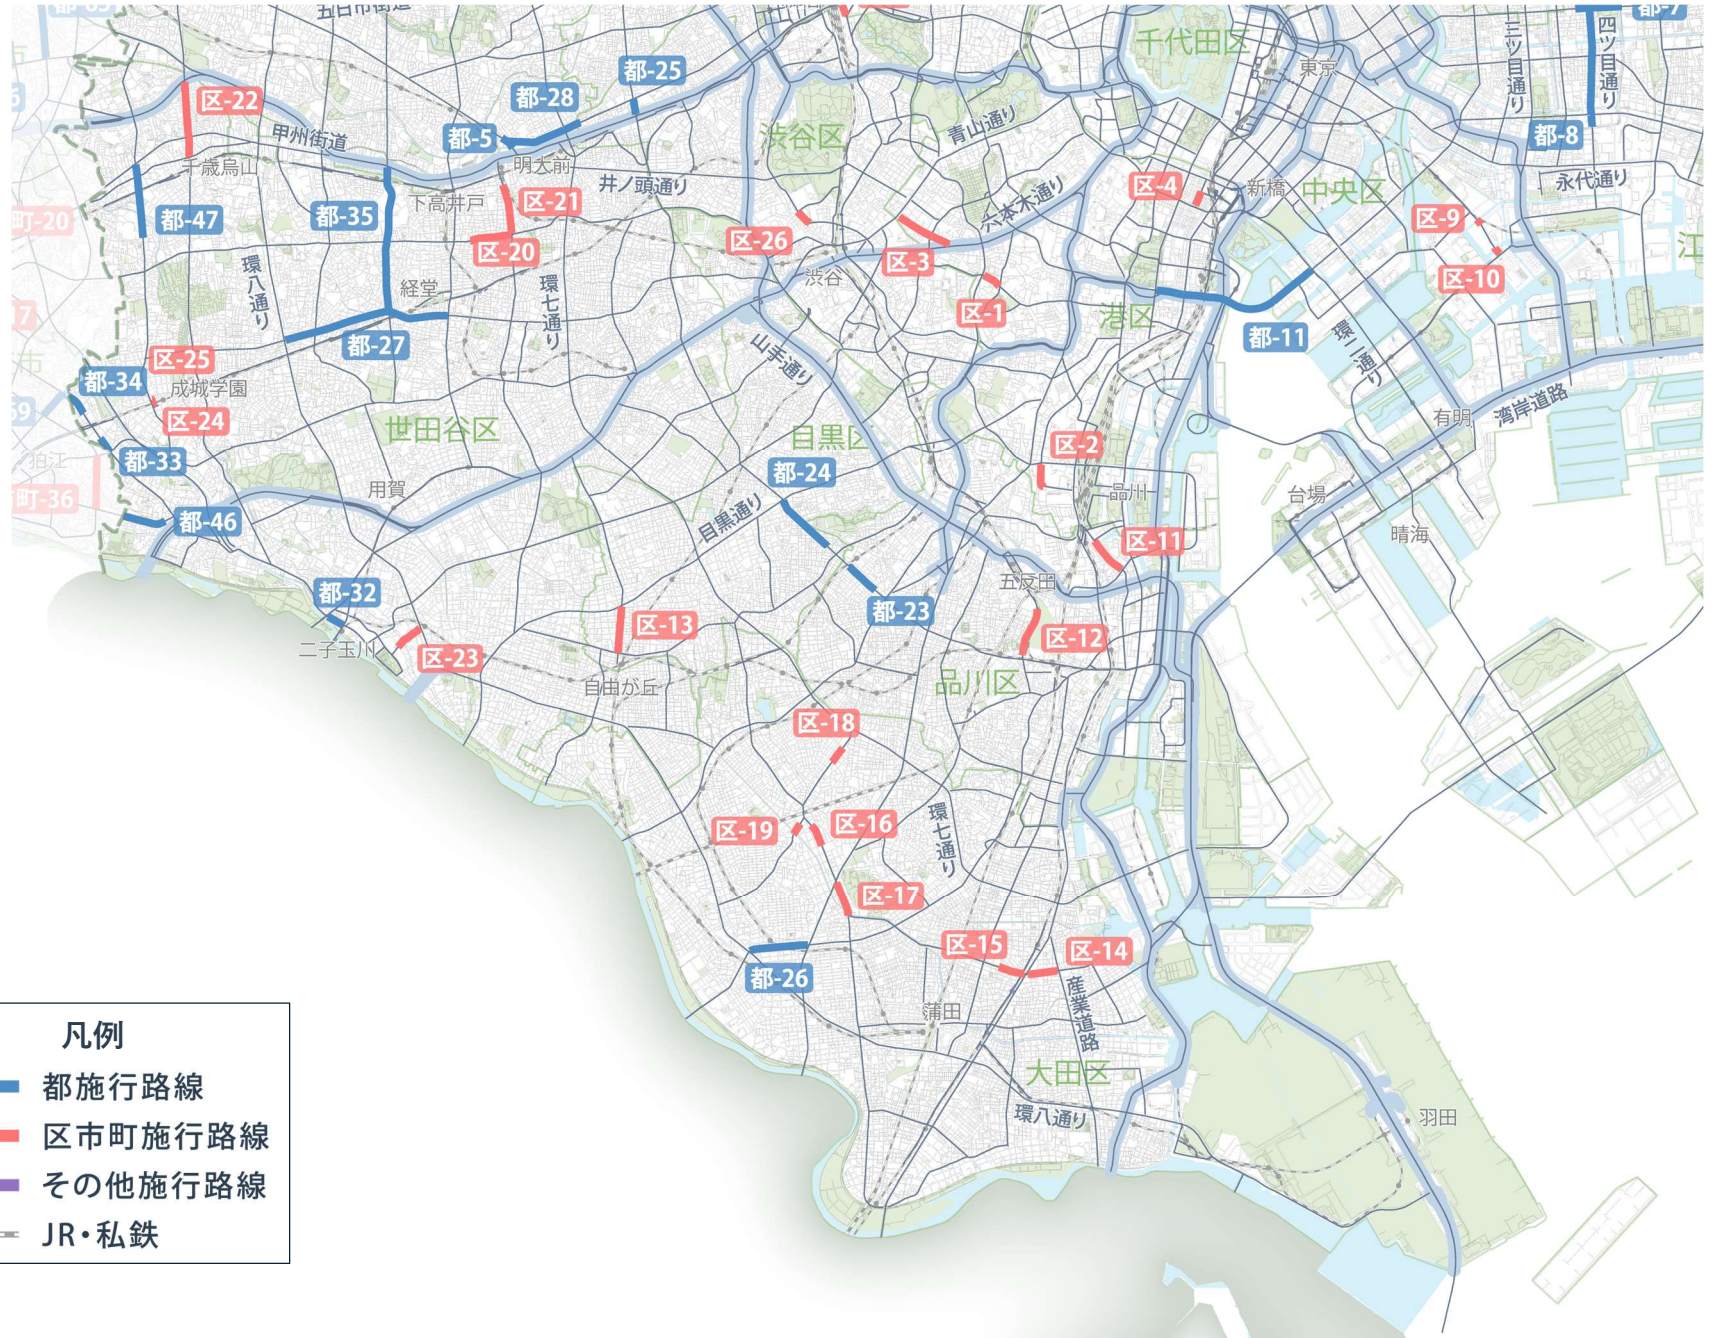 五日市街道
都-25
都-28
都-5
区-22
甲州街道
千歳烏山
明大前
下高井戸
井ノ頭通り
渋谷区
青山通り
千代田区
東京
三ツ目通り
四ツ目通り
都-7
都-8
永代通り
町-20
都-47
都-35
区-21
区-20
区-26
区-3
六本木通り
区-4
新橋
中央区
区-9
区-10
江
環八通り
経堂
環七通り
渋谷
区-1
港区
都-11
環二通り
都-27
山手通り
区-25
都-34
成城学園
区-24
世田谷区
目黒区
有明
湾岸道路
狛江
都-33
町-36
都-46
用賀
都-24
目黒通り
区-2
品川
台場
晴海
区-11
五反田
都-32
都-23
二子玉川
区-23
区-13
自由が丘
区-12
品川区
区-18
区-19
区-16
環七通り
区-17
都-26
区-15
区-14
産業道路
蒲田
大田区
環八通り
羽田
凡例
都施行路線
区市町施行路線
その他施行路線
JR・私鉄